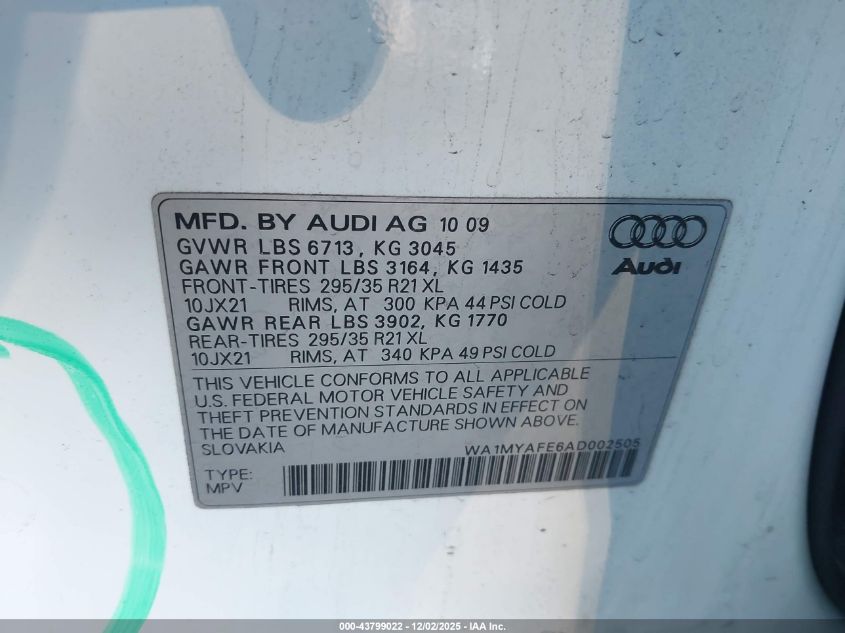 MFD. BY AUDI AG 10 09
GVWR LBS 6713, KG 3045
GAWR FRONT LBS 3164, KG 1435
FRONT-TIRES 295/35 R21 XL
10JX21 RIMS, AT 300 KPA 44 PSI COLD
GAWR REAR LBS 3902, KG 1770
REAR-TIRES 295/35 R21 XL
10JX21 RIMS, AT 340 KPA 49 PSI COLD
Audi
THIS VEHICLE CONFORMS TO ALL APPLICABLE
U.S. FEDERAL MOTOR VEHICLE SAFETY AND
THEFT PREVENTION STANDARDS IN EFFECT ON
THE DATE OF MANUFACTURE SHOWN ABOVE.
SLOVAKIA WA1MYAFE6AD002505
TYPE:
MPV
000-43799022 - 12/02/2025 - IAA Inc.